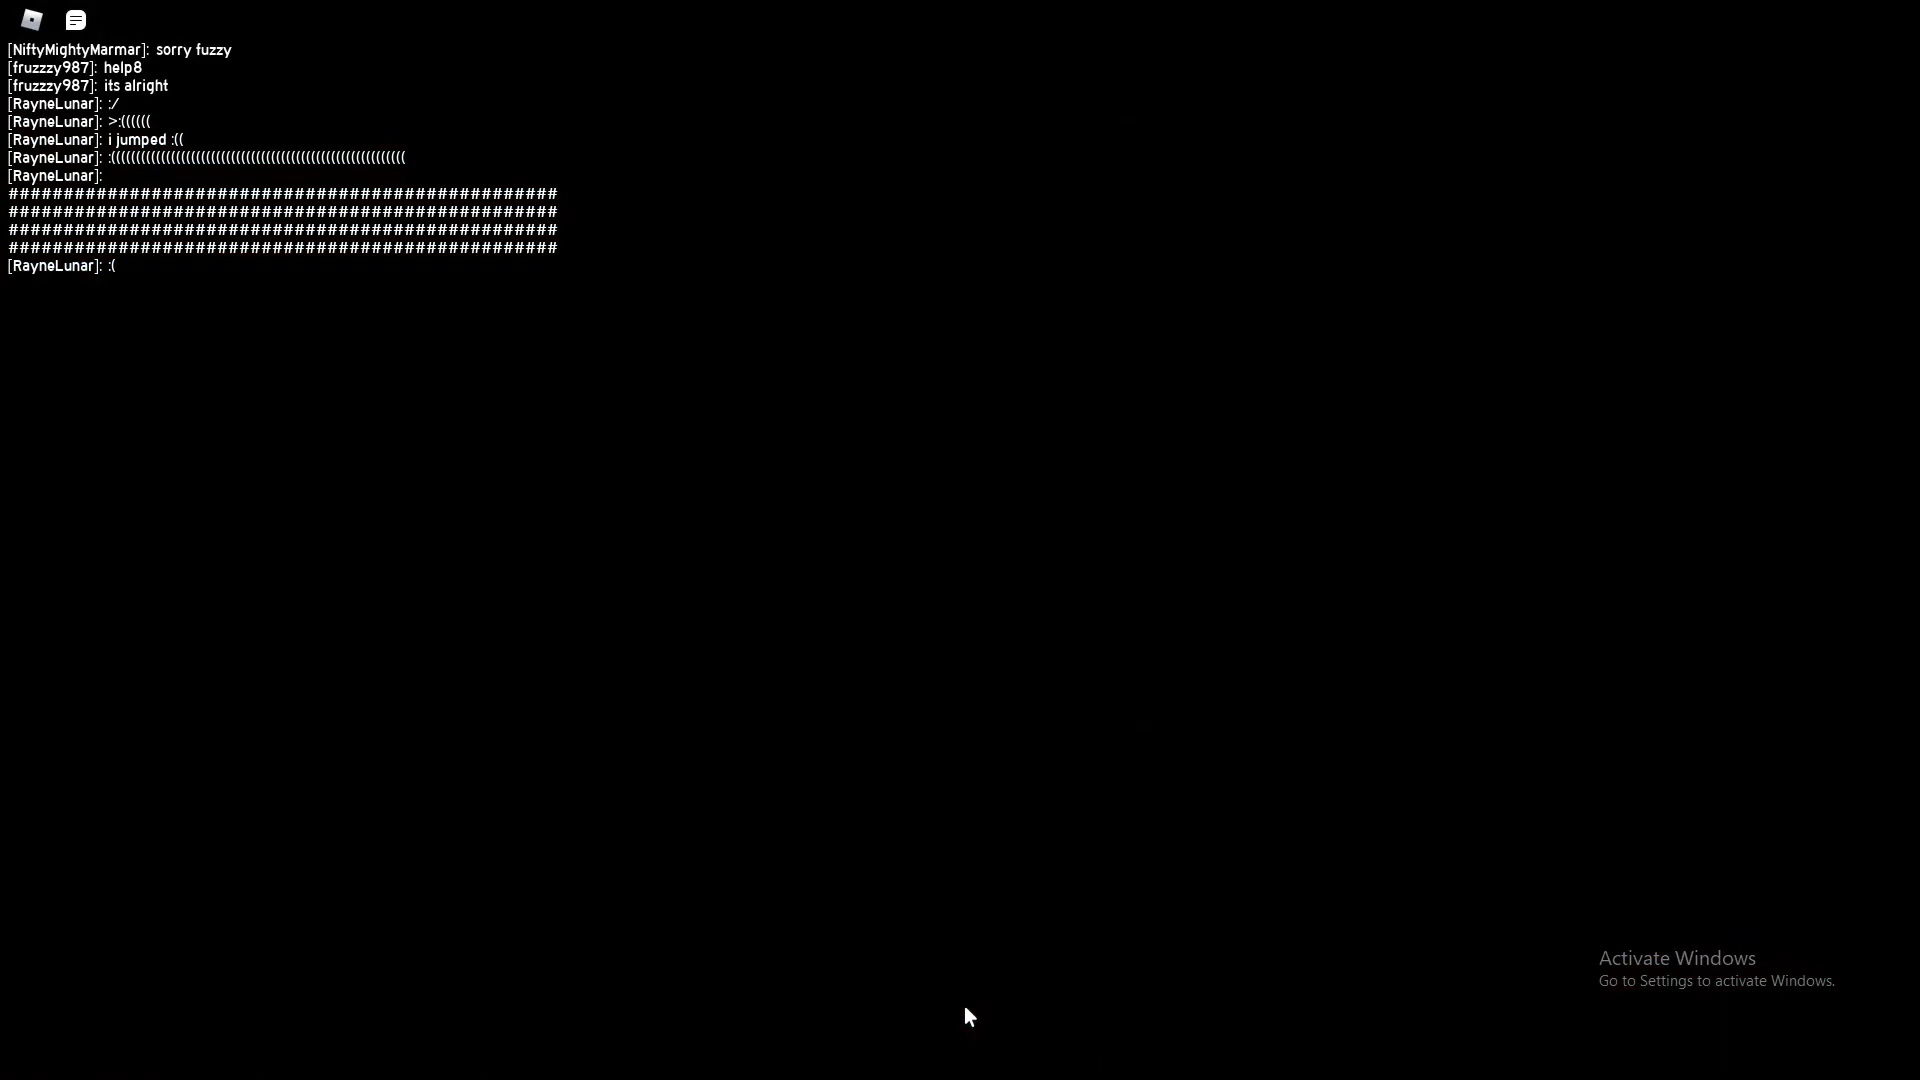 [NiftyMightyMarmar]: sorry fuzzy
[fruzzzy987]: help8
[fruzzzy987]: its alright
[RayneLunar]: :/
[RayneLunar]: >:((((((
[RayneLunar]: i jumped :((
[RayneLunar]: :(((((((((((((((((((((((((((((((((((((((((((((((((((((((((((
[RayneLunar]:
##################################################
##################################################
##################################################
##################################################
[RayneLunar]: :(
Activate Windows
Go to Settings to activate Windows.